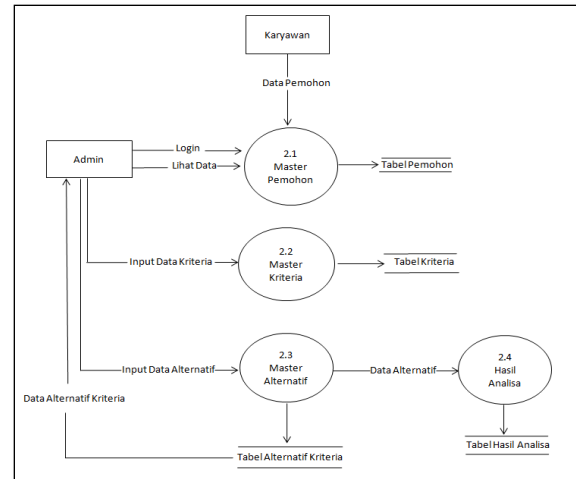 Karyawan
Data Pemohon
Login
Lihat Data
Admin
2.1
Master
Pemohon
Tabel Pemohon
Input Data Kriteria
2.2
Master
Kriteria
Tabel Kriteria
Input Data Alternatif
2.3
Master
Alternatif
Data Alternatif
2.4
Hasil
Analisa
Data Alternatif Kriteria
Tabel Alternatif Kriteria
Tabel Hasil Analisa